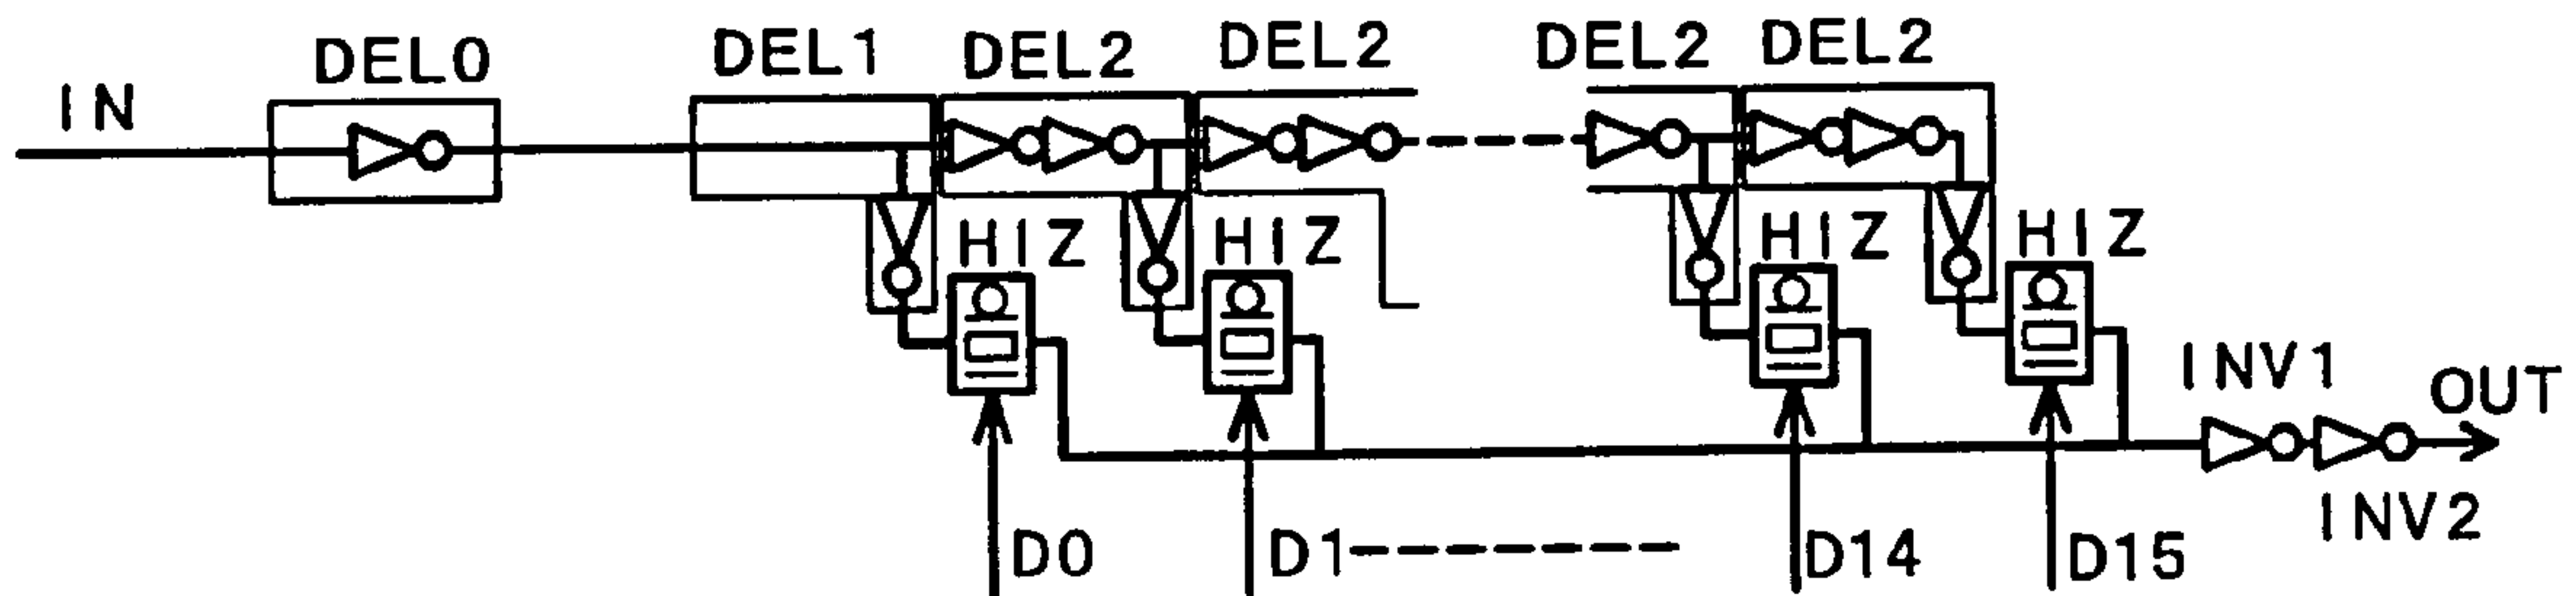 IN
DEL0
DEL1
DEL2
DEL2
DEL2
DEL2
HIZ
HIZ
HIZ
HIZ
INV1
OUT
INV2
D0
D1
D14
D15